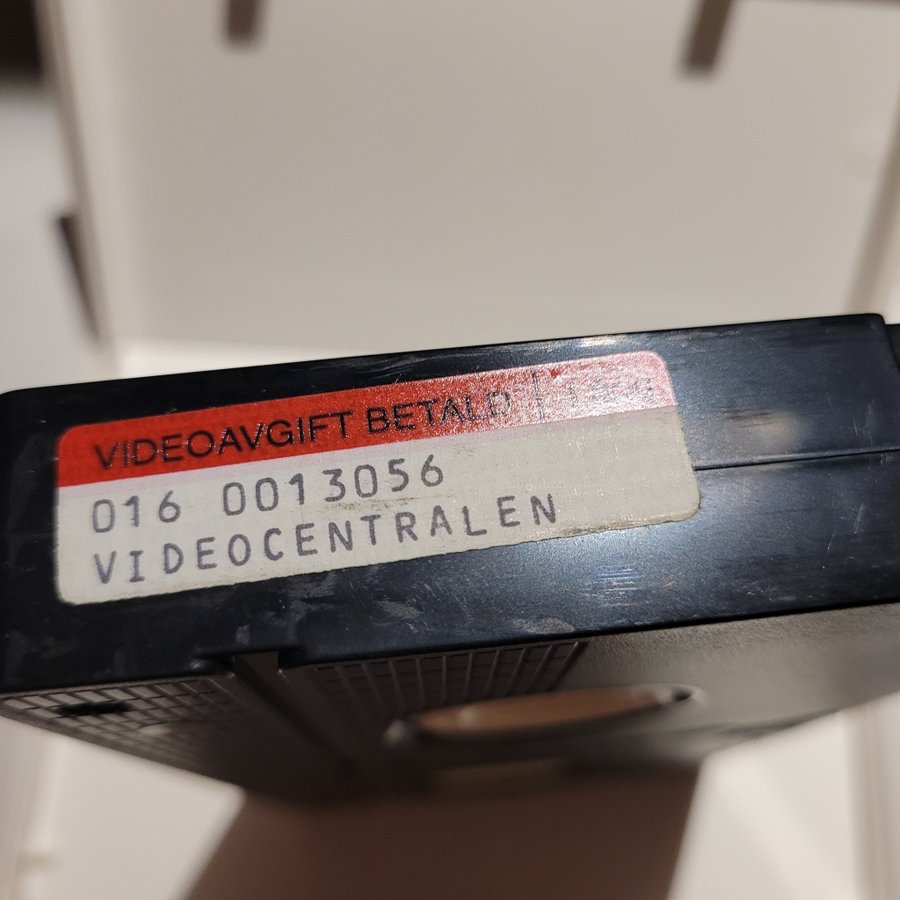 VIDEOAVGIFT BETALD
016 0013056
VIDEOCENTRALEN